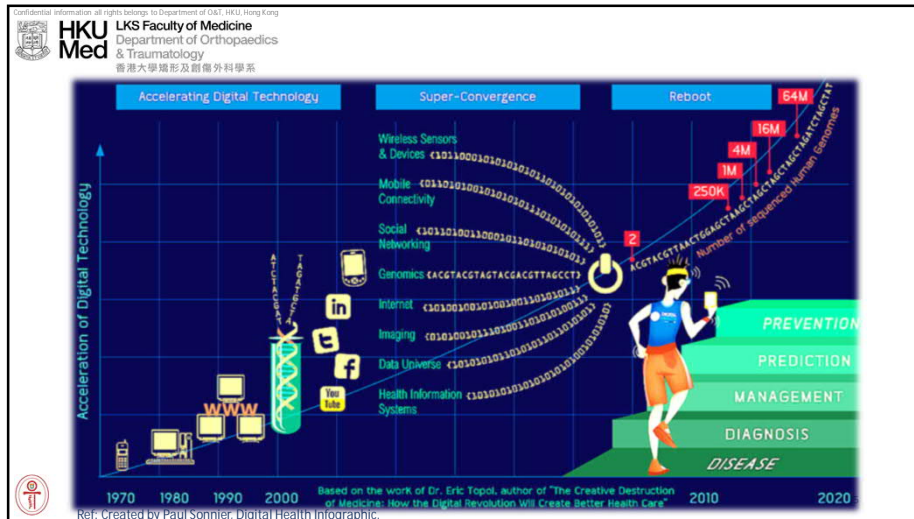 Confidential information all rights belongs to Department of O&T, HKU, Hong Kong
HKU
Med
LKS Faculty of Medicine
Department of Orthopaedics
& Traumatology
香港大學矯形及創傷外科學系
Accelerating Digital Technology
Super-Convergence
Reboot
Acceleration of Digital Technology
Wireless Sensors
& Devices
Mobile
Connectivity
Social
Networking
Genomics {ACGTACGTAGTACGACGTTAGCCT}
Internet
Imaging
Data Universe
Health Information
Systems
ATCTACGAT
WWW
in
f
You
Tube
2
250K
1M
4M
16M
64M
Number of sequenced Human Genomes
PREVENTION
PREDICTION
MANAGEMENT
DIAGNOSIS
DISEASE
1970
1980
1990
2000
Based on the work of Dr. Eric Topol, author of "The Creative Destruction
of Medicine: How the Digital Revolution Will Create Better Health Care"
2010
2020
Ref: Created by Paul Sonnier, Digital Health Infographic.